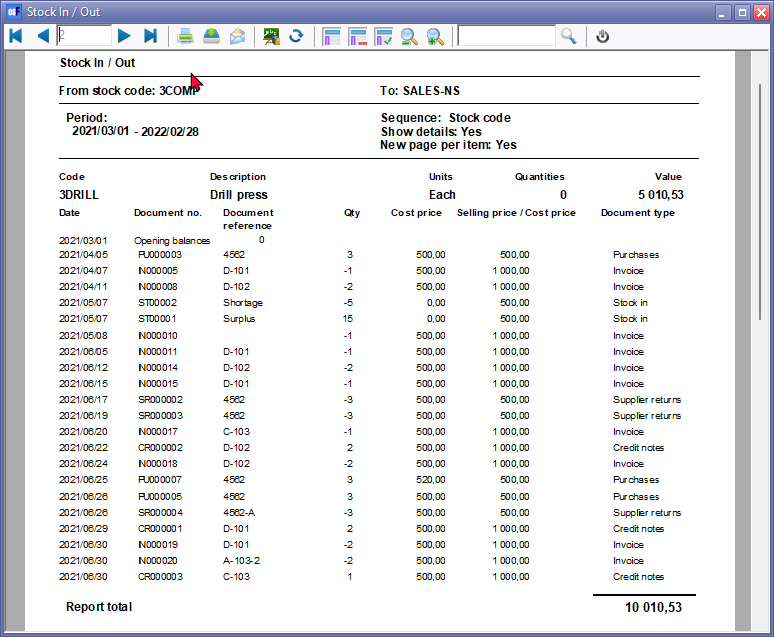 Stock In / Out
2
Stock In / Out
From stock code: 3COMP To: SALES-NS
Period: Sequence: Stock code
2021/03/01 - 2022/02/28 Show details: Yes
New page per item: Yes
Code Description Units Quantities Value
3DRILL Drill press Each 0 5 010,53
Date Document no. Document reference Qty Cost price Selling price / Cost price Document type
2021/03/01 Opening balances 0
2021/04/05 PU000003 4562 3 500,00 500,00 Purchases
2021/04/07 IN000005 D-101 -1 500,00 1 000,00 Invoice
2021/04/11 IN000008 D-102 -2 500,00 1 000,00 Invoice
2021/05/07 ST00002 Shortage -5 0,00 500,00 Stock in
2021/05/07 ST00001 Surplus 15 0,00 500,00 Stock in
2021/05/08 IN000010 -1 500,00 1 000,00 Invoice
2021/06/05 IN000011 D-101 -1 500,00 1 000,00 Invoice
2021/06/12 IN000014 D-102 -2 500,00 1 000,00 Invoice
2021/06/15 IN000015 D-101 -1 500,00 1 000,00 Invoice
2021/06/17 SR000002 4562 -3 500,00 500,00 Supplier returns
2021/06/19 SR000003 4562 -3 500,00 500,00 Supplier returns
2021/06/20 IN000017 C-103 -1 500,00 1 000,00 Invoice
2021/06/22 CR000002 D-102 2 500,00 1 000,00 Credit notes
2021/06/24 IN000018 D-102 -2 500,00 1 000,00 Invoice
2021/06/25 PU000007 4562 3 520,00 500,00 Purchases
2021/06/26 PU000005 4562 3 500,00 500,00 Purchases
2021/06/26 SR000004 4562-A -3 500,00 500,00 Supplier returns
2021/06/29 CR000001 D-101 2 500,00 1 000,00 Credit notes
2021/06/30 IN000019 D-101 -2 500,00 1 000,00 Invoice
2021/06/30 IN000020 A-103-2 -2 500,00 1 000,00 Invoice
2021/06/30 CR000003 C-103 1 500,00 1 000,00 Credit notes
Report total 10 010,53